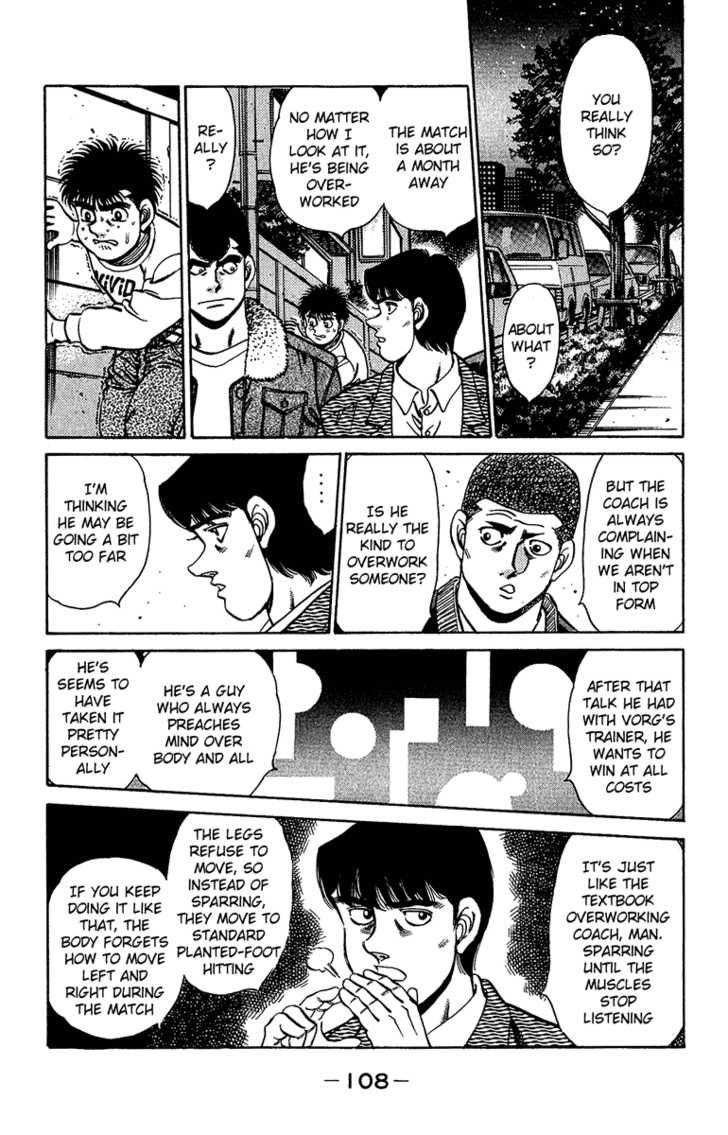 YOU
REALLY
THINK
SO?
ABOUT
WHAT
?
THE MATCH
IS ABOUT
A MONTH
AWAY
NO MATTER
HOW I
LOOK AT IT,
HE'S BEING
OVER-
WORKED
RE-
ALLY
?
ViViD
BUT THE
COACH IS
ALWAYS
COMPLAIN-
ING WHEN
WE AREN'T
IN TOP
FORM
IS HE
REALLY THE
KIND TO
OVERWORK
SOMEONE?
...
I'M
THINKING
HE MAY BE
GOING A BIT
TOO FAR
AFTER THAT
TALK HE HAD
WITH VORG'S
TRAINER, HE
WANTS TO
WIN AT ALL
COSTS
HE'S A GUY
WHO ALWAYS
PREACHES
MIND OVER
BODY AND ALL
HE'S
SEEMS TO
HAVE
TAKEN IT
PRETTY
PERSON-
ALLY
IT'S JUST
LIKE THE
TEXTBOOK
OVERWORKING
COACH, MAN.
SPARRING
UNTIL THE
MUSCLES
STOP
LISTENING
THE LEGS
REFUSE TO
MOVE, SO
INSTEAD OF
SPARRING,
THEY MOVE TO
STANDARD
PLANTED-FOOT
HITTING
IF YOU KEEP
DOING IT LIKE
THAT, THE
BODY FORGETS
HOW TO MOVE
LEFT AND
RIGHT DURING
THE MATCH
-108-